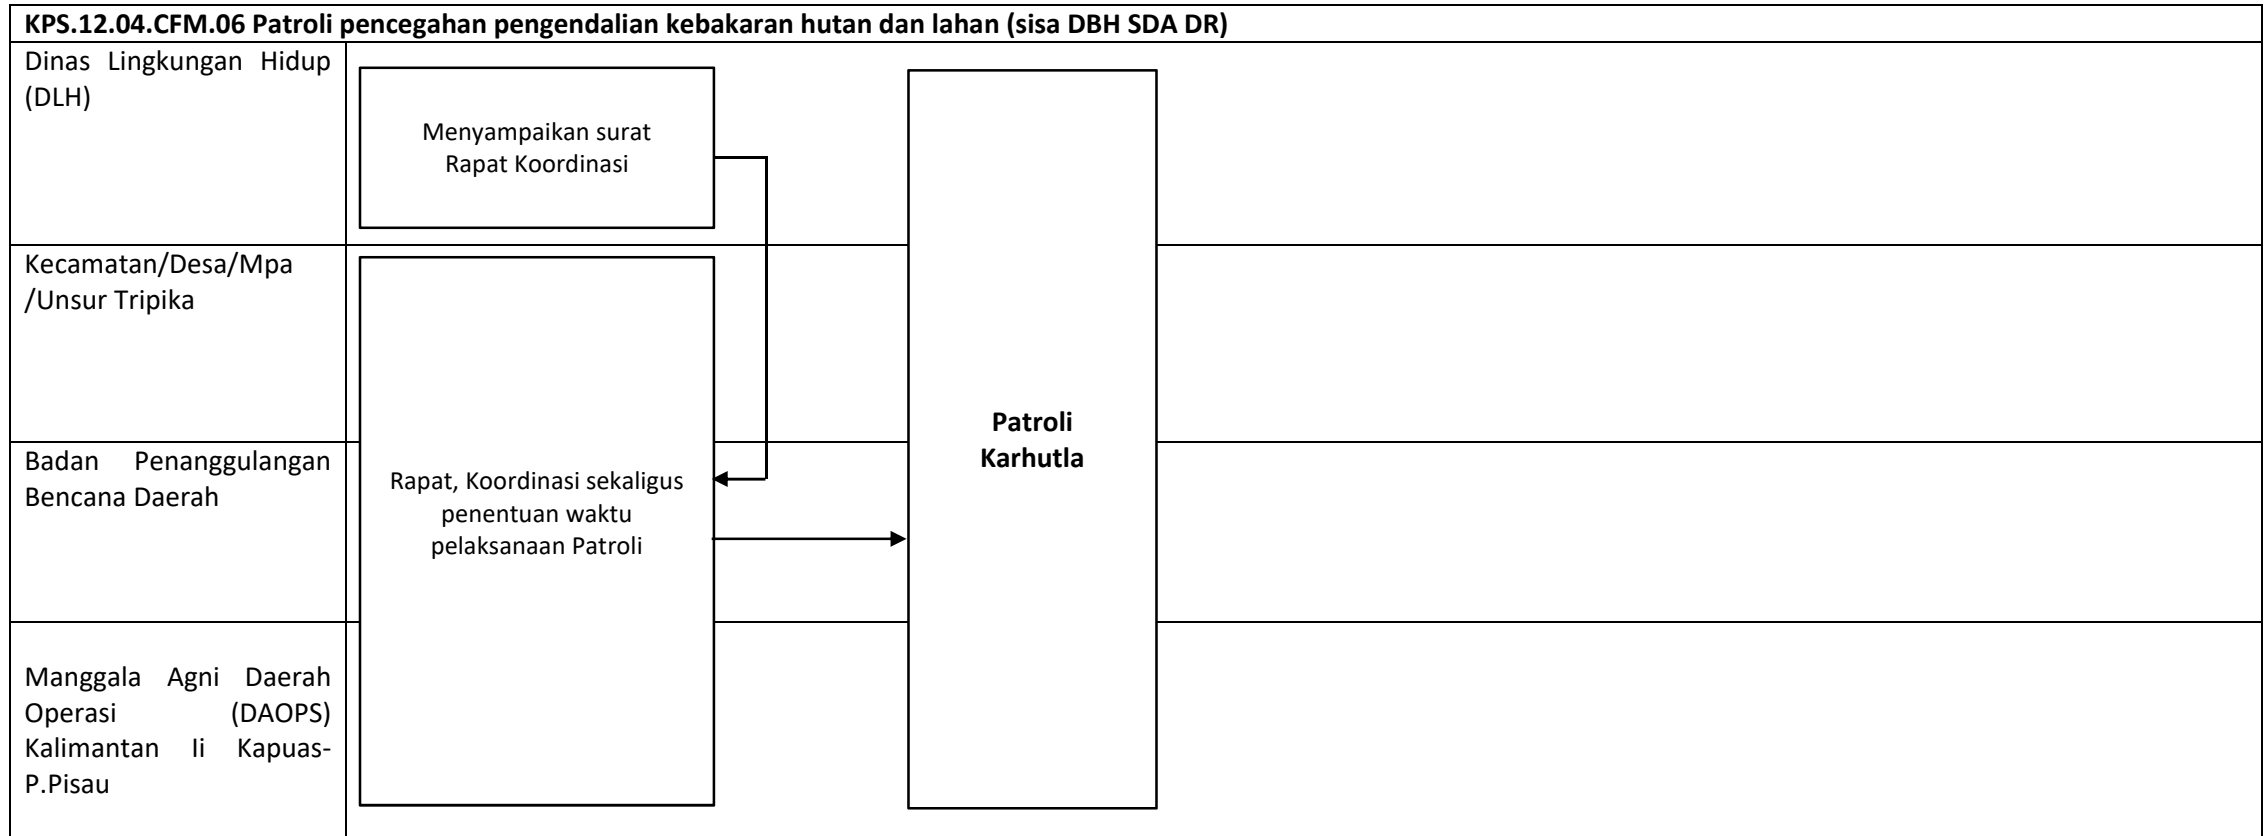 KPS.12.04.CFM.06 Patroli pencegahan pengendalian kebakaran hutan dan lahan (sisa DBH SDA DR)
Dinas Lingkungan Hidup
(DLH)
Menyampaikan surat
Rapat Koordinasi
Kecamatan/Desa/Mpa
/Unsur Tripika
Badan Penanggulangan
Bencana Daerah
Rapat, Koordinasi sekaligus
penentuan waktu
pelaksanaan Patroli
Patroli
Karhutla
Manggala Agni Daerah
Operasi (DAOPS)
Kalimantan Ii Kapuas-
P.Pisau